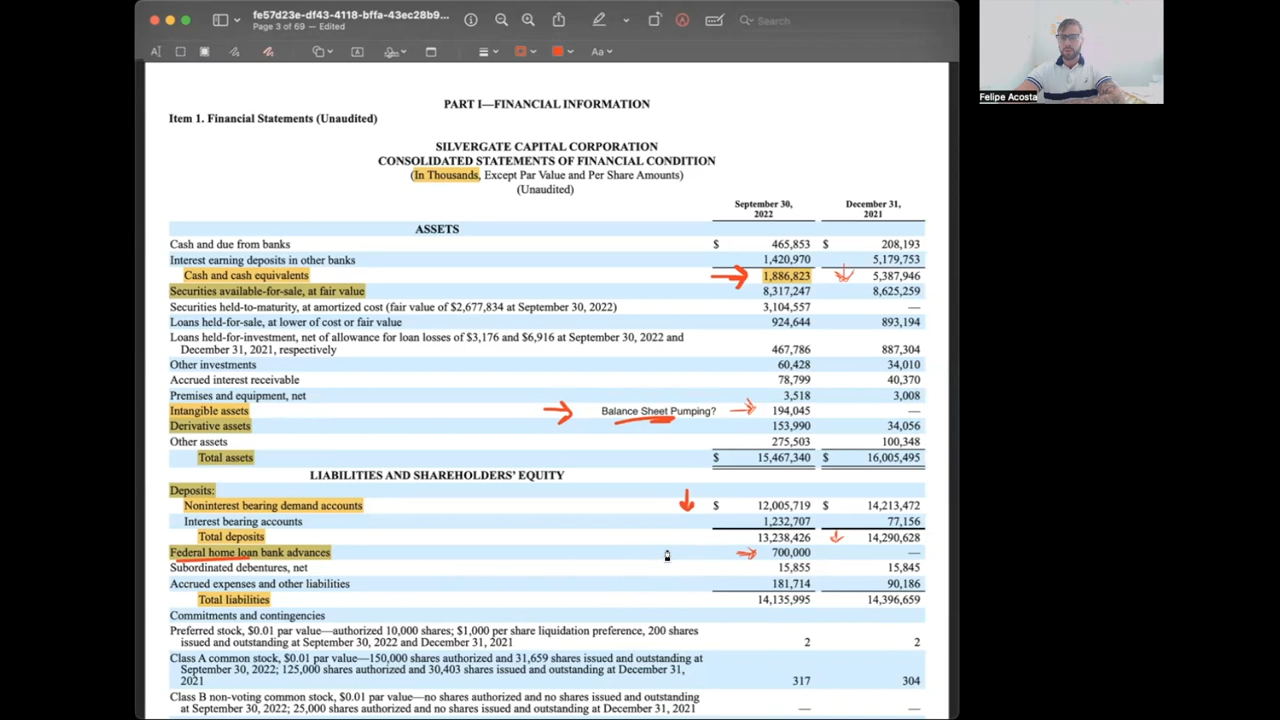 fe57d23e-df43-4118-bffa-43ec28b9...
Page 3 of 69 — Edited
Search
Aa
Felipe Acosta
PART I—FINANCIAL INFORMATION
Item 1. Financial Statements (Unaudited)
SILVERGATE CAPITAL CORPORATION
CONSOLIDATED STATEMENTS OF FINANCIAL CONDITION
(In Thousands, Except Par Value and Per Share Amounts)
(Unaudited)
September 30, 2022 December 31, 2021
ASSETS
Cash and due from banks $ 465,853 $ 208,193
Interest earning deposits in other banks 1,420,970 5,179,753
Cash and cash equivalents 1,886,823 5,387,946
Securities available-for-sale, at fair value 8,317,247 8,625,259
Securities held-to-maturity, at amortized cost (fair value of $2,677,834 at September 30, 2022) 3,104,557 —
Loans held-for-sale, at lower of cost or fair value 924,644 893,194
Loans held-for-investment, net of allowance for loan losses of $3,176 and $6,916 at September 30, 2022 and
December 31, 2021, respectively 467,786 887,304
Other investments 60,428 34,010
Accrued interest receivable 78,799 40,370
Premises and equipment, net 3,518 3,008
Intangible assets Balance Sheet Pumping? 194,045 —
Derivative assets 153,990 34,056
Other assets 275,503 100,348
Total assets $ 15,467,340 $ 16,005,495
LIABILITIES AND SHAREHOLDERS' EQUITY
Deposits:
Noninterest bearing demand accounts $ 12,005,719 $ 14,213,472
Interest bearing accounts 1,232,707 77,156
Total deposits 13,238,426 14,290,628
Federal home loan bank advances 700,000 —
Subordinated debentures, net 15,855 15,845
Accrued expenses and other liabilities 181,714 90,186
Total liabilities 14,135,995 14,396,659
Commitments and contingencies
Preferred stock, $0.01 par value—authorized 10,000 shares; $1,000 per share liquidation preference, 200 shares
issued and outstanding at September 30, 2022 and December 31, 2021 2 2
Class A common stock, $0.01 par value—150,000 shares authorized and 31,659 shares issued and outstanding at
September 30, 2022; 125,000 shares authorized and 30,403 shares issued and outstanding at December 31,
2021 317 304
Class B non-voting common stock, $0.01 par value—no shares authorized and no shares issued and outstanding
at September 30, 2022; 25,000 shares authorized and no shares issued and outstanding at December 31, 2021 — —